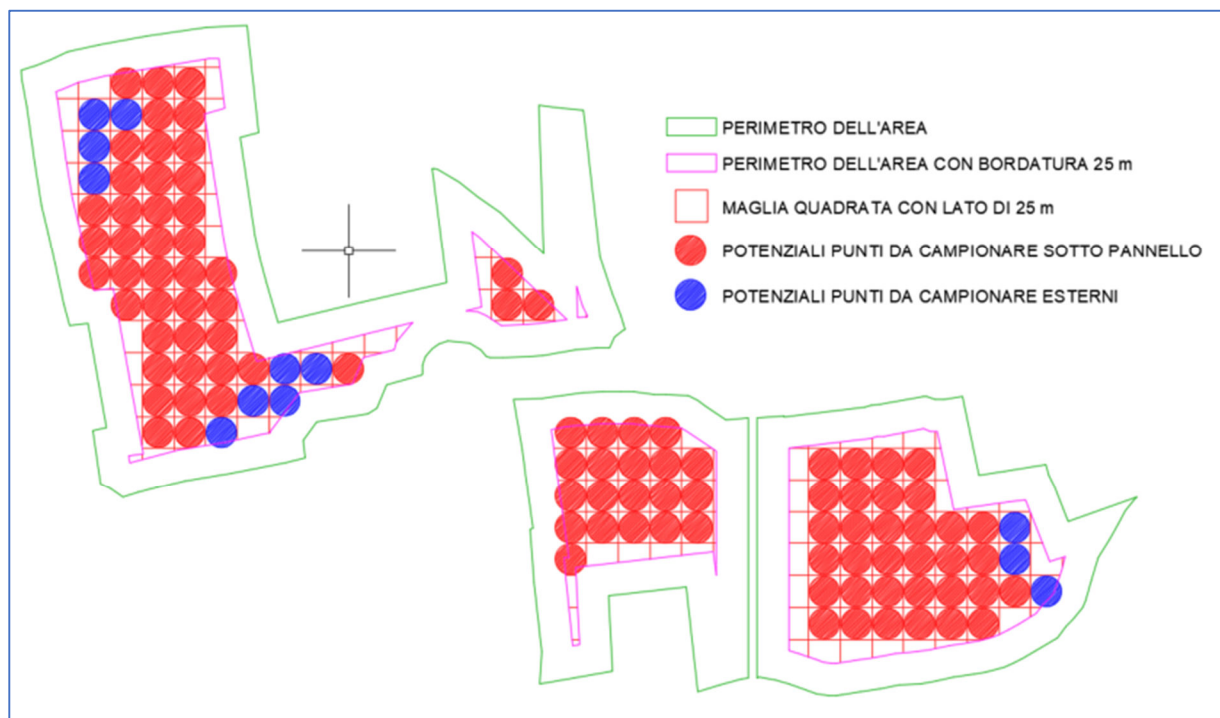 PERIMETRO DELL'AREA
PERIMETRO DELL'AREA CON BORDATURA 25 m
MAGLIA QUADRATA CON LATO DI 25 m
POTENZIALI PUNTI DA CAMPIONARE SOTTO PANNELLO
POTENZIALI PUNTI DA CAMPIONARE ESTERNI